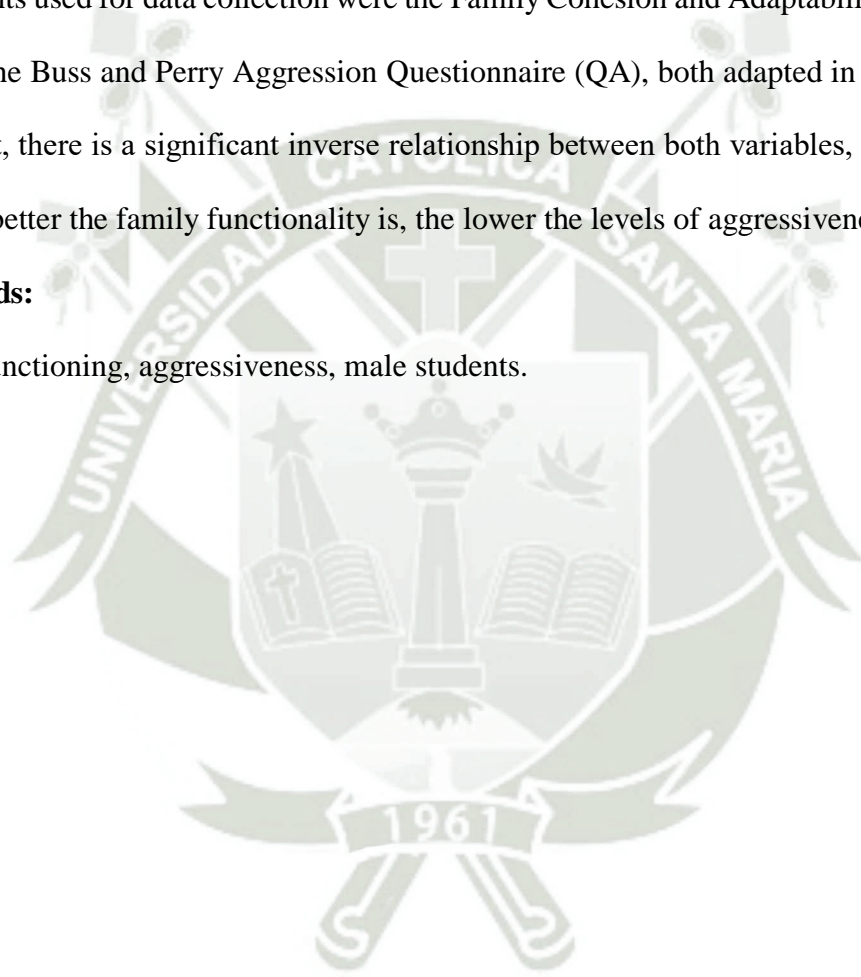 ts used for data collection were the Family Cohesion and Adaptabili
ne Buss and Perry Aggression Questionnaire (QA), both adapted in
t, there is a significant inverse relationship between both variables,
better the family functionality is, the lower the levels of aggressivene
ds:
unctioning, aggressiveness, male students.
UNIVERSIDAD CATOLICA SANTA MARIA
1961